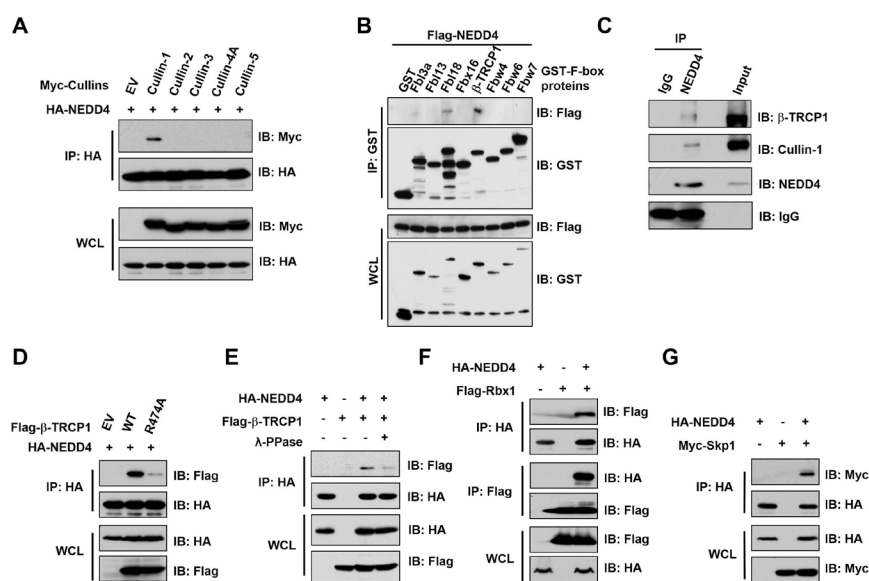 A
Myc-Cullins
EV
Cullin-1
Cullin-2
Cullin-3
Cullin-4A
Cullin-5
HA-NEDD4 + + + + + +
IP: HA
IB: Myc
IB: HA
WCL
IB: Myc
IB: HA
B
Flag-NEDD4
GST
Fbl3a
Fbl13
Fbl18
Fbx16
β-TRCP1
Fbw4
Fbw6
Fbw7
GST-F-box
proteins
IP: GST
IB: Flag
IB: GST
WCL
IB: Flag
IB: GST
C
IP
IgG
NEDD4
Input
IB: β-TRCP1
IB: Cullin-1
IB: NEDD4
IB: IgG
D
Flag-β-TRCP1
EV
WT
R474A
HA-NEDD4 + + +
IP: HA
IB: Flag
IB: HA
WCL
IB: HA
IB: Flag
E
HA-NEDD4 + - + +
Flag-β-TRCP1 - + + +
λ-PPase +
IP: HA
IB: Flag
IB: HA
WCL
IB: HA
IB: Flag
F
HA-NEDD4 + - +
Flag-Rbx1 - + +
IP: HA
IB: Flag
IB: HA
IP: Flag
IB: HA
IB: Flag
WCL
IB: Flag
IB: HA
G
HA-NEDD4 + - +
Myc-Skp1 - + +
IP: HA
IB: Myc
IB: HA
WCL
IB: HA
IB: Myc